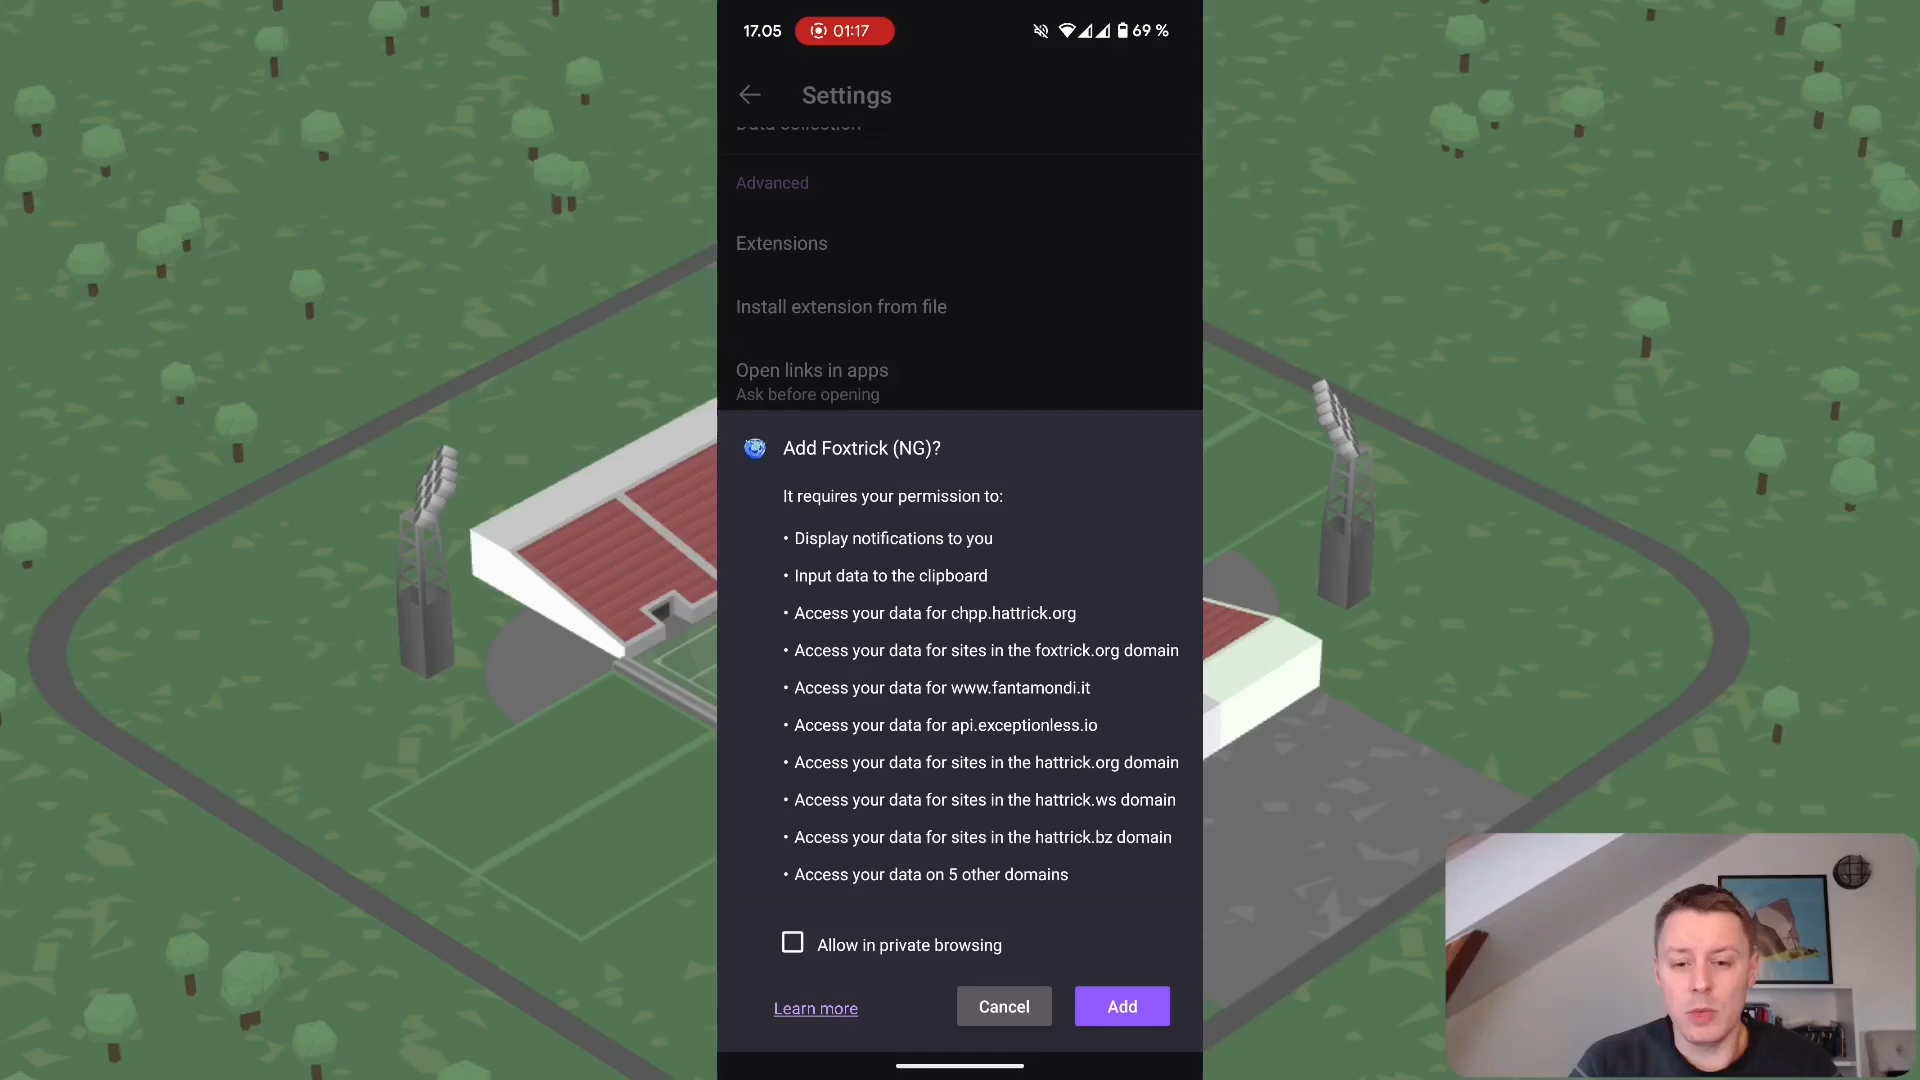 17.05
01:17
69 %
Settings
Data collection
Advanced
Extensions
Install extension from file
Open links in apps
Ask before opening
Add Foxtrick (NG)?
It requires your permission to:
• Display notifications to you
• Input data to the clipboard
• Access your data for chpp.hattrick.org
• Access your data for sites in the foxtrick.org domain
• Access your data for www.fantamondi.it
• Access your data for api.exceptionless.io
• Access your data for sites in the hattrick.org domain
• Access your data for sites in the hattrick.ws domain
• Access your data for sites in the hattrick.bz domain
• Access your data on 5 other domains
Allow in private browsing
Learn more
Cancel
Add